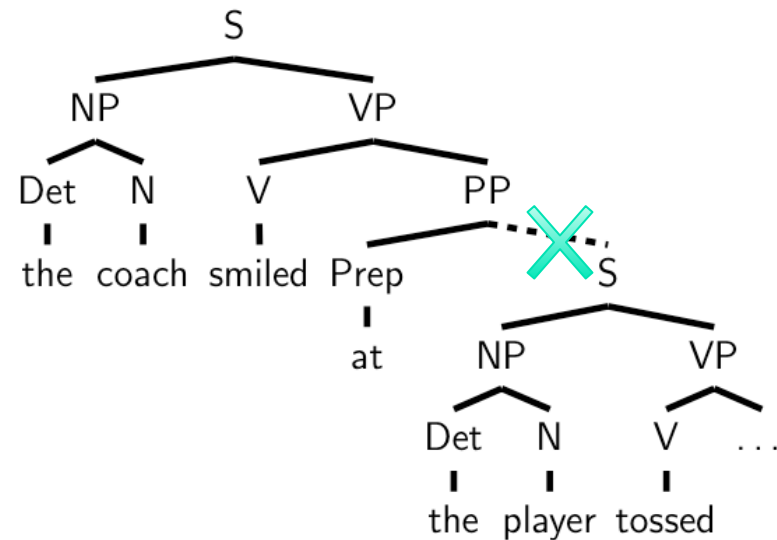 S
NP VP
Det N V PP
the coach smiled Prep S
at NP VP
Det N V ...
the player tossed